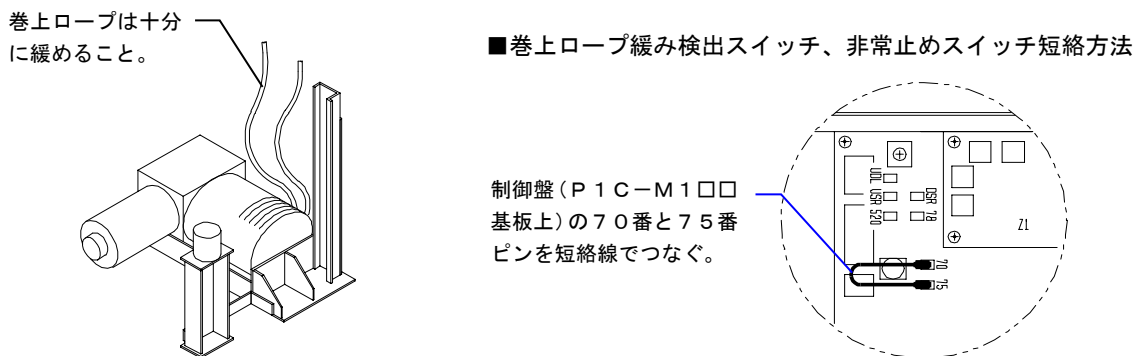 巻上ロープは十分
に緩めること。
■巻上ロープ緩み検出スイッチ、非常止めスイッチ短絡方法
制御盤(P1C－M1□□
基板上)の70番と75番
ピンを短絡線でつなぐ。
UDL
USR
DSR
520
78
Z1
70
75